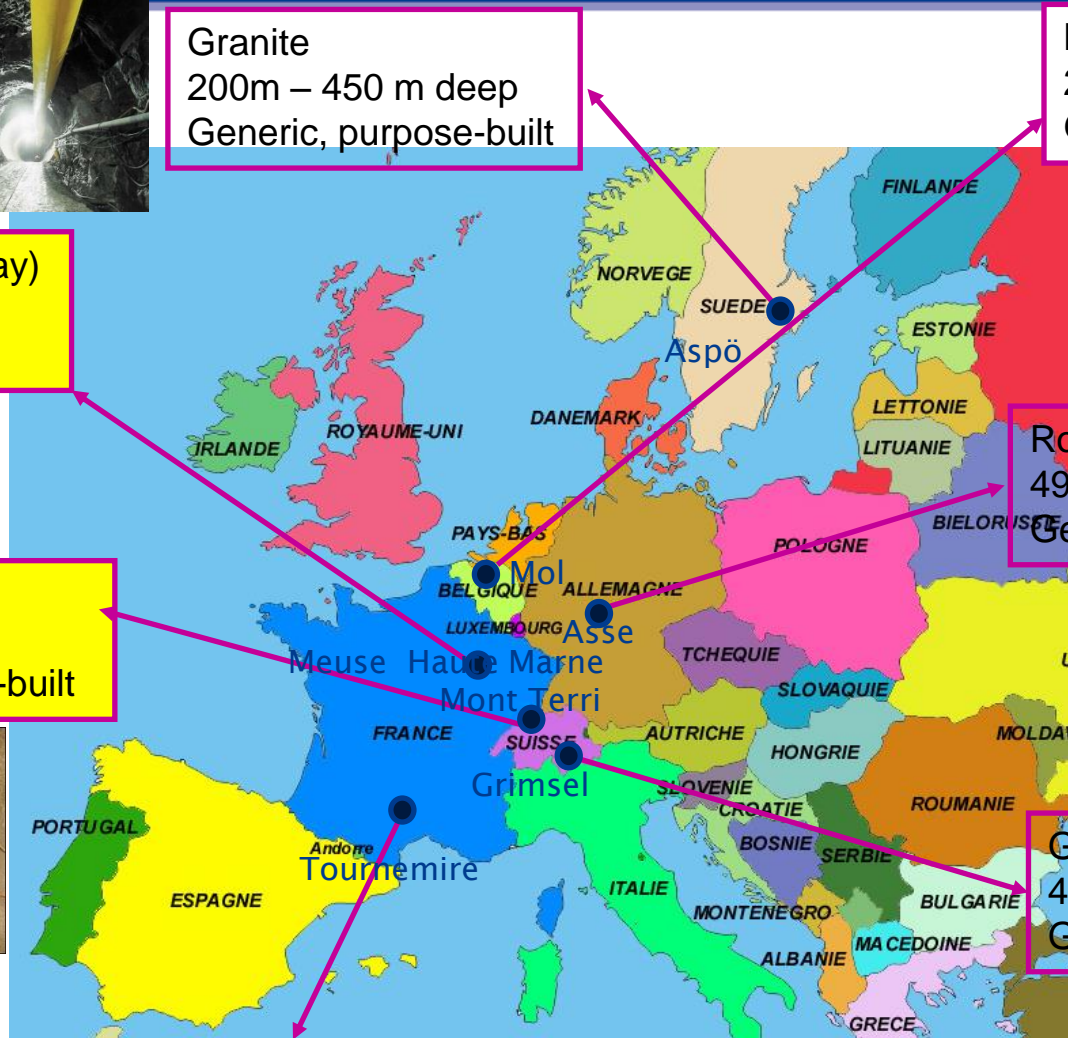 Granite
200m – 450 m deep
Generic, purpose-built
FINLANDE
NORVEGE
SUEDE
Aspö
ESTONIE
LETTONIE
LITUANIE
DANEMARK
IRLANDE
ROYAUME-UNI
PAYS-BAS
BIELORUSSIE
POLOGNE
Mol
BELGIQUE
ALLEMAGNE
LUXEMBOURG
Asse
-built
Meuse Haute Marne
TCHEQUIE
Mont Terri
SLOVAQUIE
FRANCE
SUISSE
AUTRICHE
HONGRIE
Grimsel
SLOVENIE
CROATIE
ROUMANIE
PORTUGAL
Andorre
BOSNIE
SERBIE
Tournemire
ESPAGNE
ITALIE
MONTENEGRO
BULGARIE
ALBANIE
MACEDOINE
GRECE